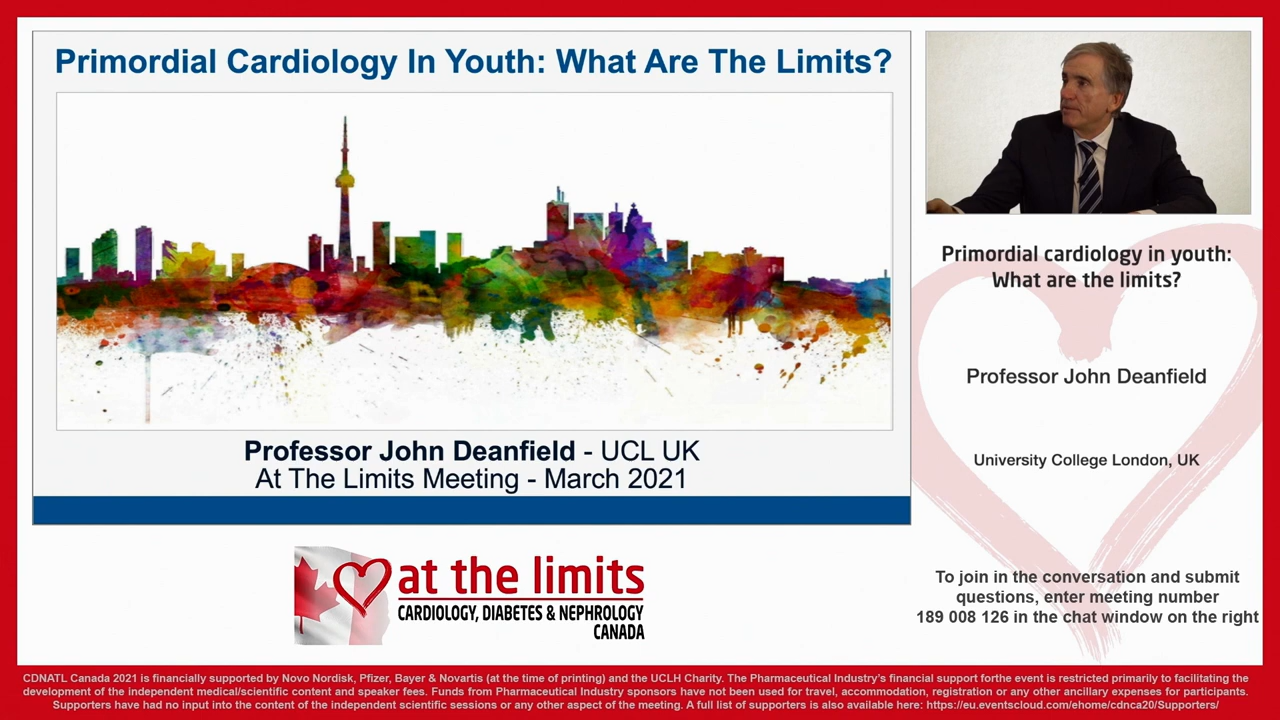 Primordial Cardiology In Youth: What Are The Limits?
Professor John Deanfield - UCL UK
At The Limits Meeting - March 2021
at the limits
CARDIOLOGY, DIABETES & NEPHROLOGY
CANADA
Primordial cardiology in youth:
What are the limits?
Professor John Deanfield
University College London, UK
To join in the conversation and submit
questions, enter meeting number
189 008 126 in the chat window on the right
CDNATL Canada 2021 is financially supported by Novo Nordisk, Pfizer, Bayer & Novartis (at the time of printing) and the UCLH Charity. The Pharmaceutical Industry's financial support forthe event is restricted primarily to facilitating the
development of the independent medical/scientific content and speaker fees. Funds from Pharmaceutical Industry sponsors have not been used for travel, accommodation, registration or any other ancillary expenses for participants.
Supporters have had no input into the content of the independent scientific sessions or any other aspect of the meeting. A full list of supporters is also available here: https://eu.eventscloud.com/ehome/cdnca20/Supporters/